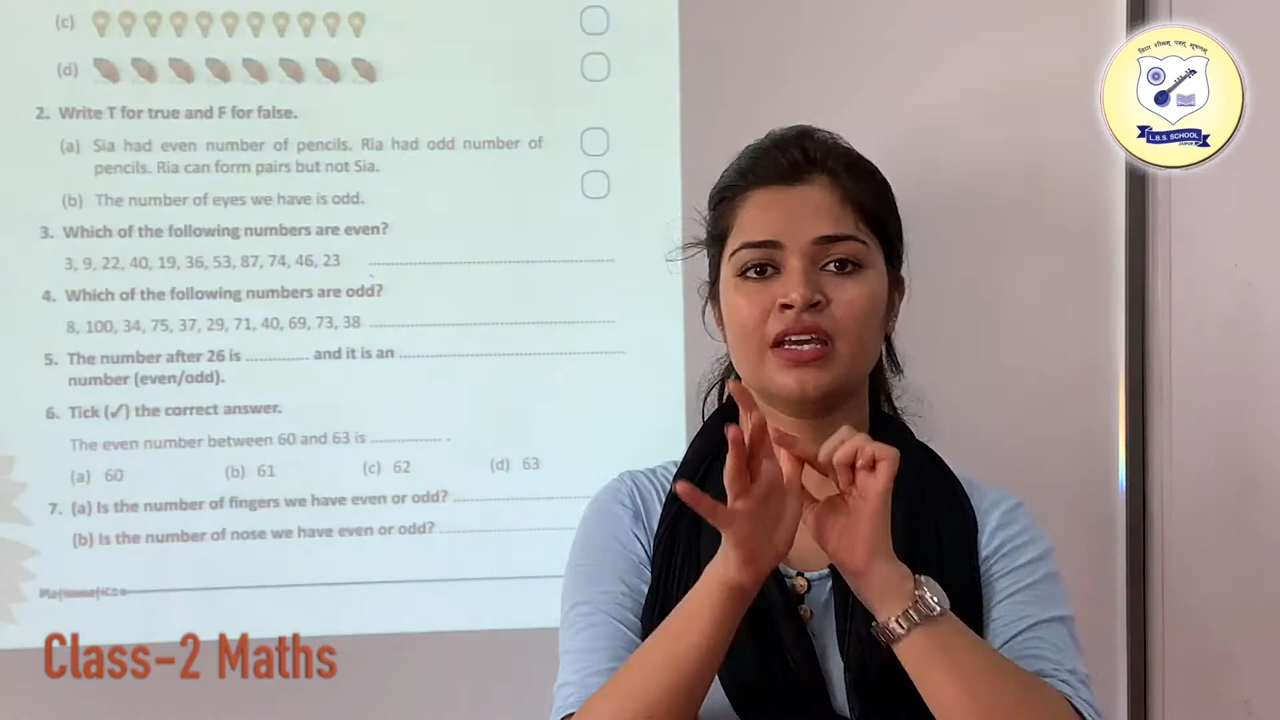 (c)
(d)
2. Write T for true and F for false.
(a) Sia had even number of pencils. Ria had odd number of
pencils. Ria can form pairs but not Sia.
(b) The number of eyes we have is odd.
3. Which of the following numbers are even?
3, 9, 22, 40, 19, 36, 53, 87, 74, 46, 23
4. Which of the following numbers are odd?
8, 100, 34, 75, 37, 29, 71, 40, 69, 73, 38
5. The number after 26 is ............ and it is an ............
number (even/odd).
6. Tick (✓) the correct answer.
The even number between 60 and 63 is ............ .
(a) 60 (b) 61 (c) 62 (d) 63
7. (a) Is the number of fingers we have even or odd? ............
(b) Is the number of nose we have even or odd? ............
Mathematics
Class-2 Maths
L.B.S. SCHOOL
JAIPUR